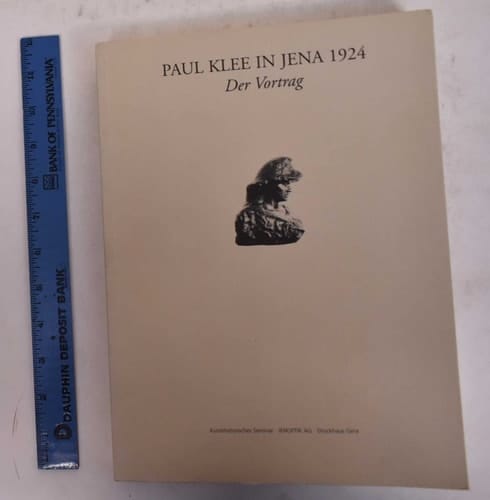 PAUL KLEE IN JENA 1924
Der Vortrag
Kunsthistorisches Seminar · JENOPTIK AG · Druckhaus Gera
BANK OF PENNSYLVANIA
DAUPHIN DEPOSIT BANK